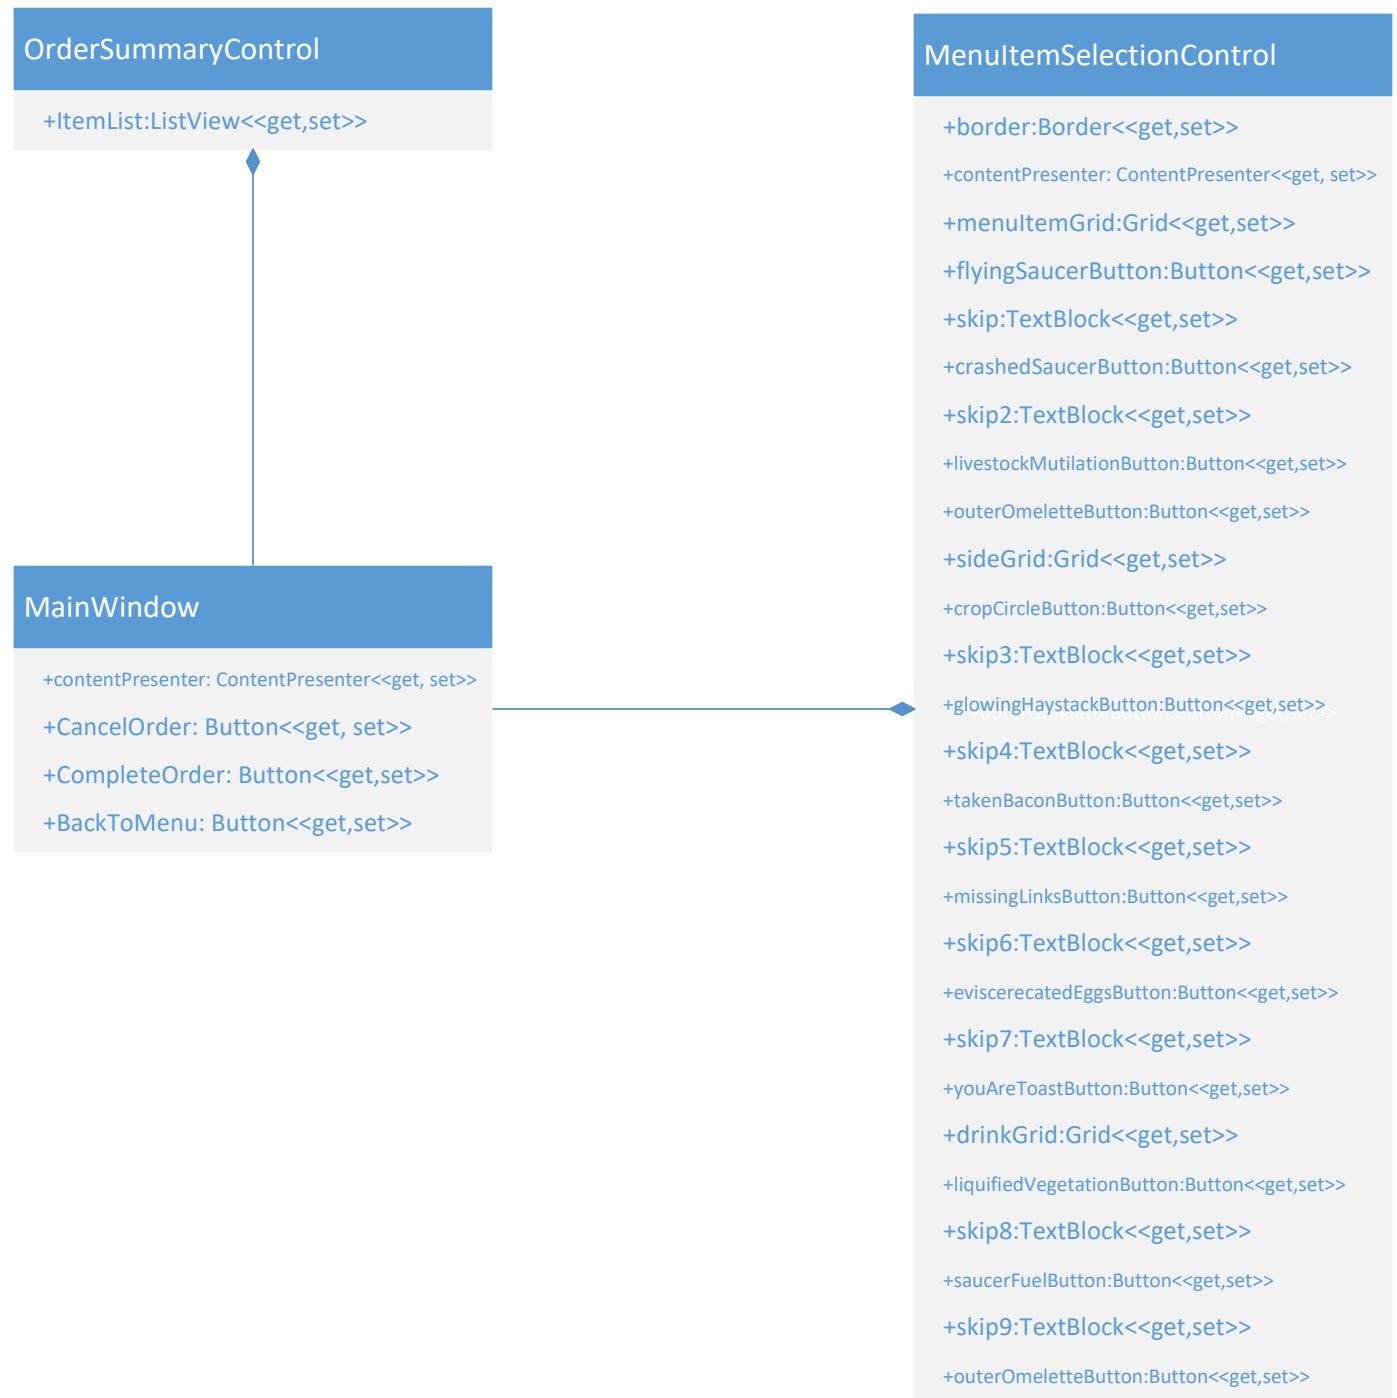 OrderSummaryControl
+ItemList:ListView<<get,set>>
MainWindow
+contentPresenter: ContentPresenter<<get, set>>
+CancelOrder: Button<<get, set>>
+CompleteOrder: Button<<get,set>>
+BackToMenu: Button<<get,set>>
MenuItemSelectionControl
+border:Border<<get,set>>
+contentPresenter: ContentPresenter<<get, set>>
+menuItemGrid:Grid<<get,set>>
+flyingSaucerButton:Button<<get,set>>
+skip:TextBlock<<get,set>>
+crashedSaucerButton:Button<<get,set>>
+skip2:TextBlock<<get,set>>
+livestockMutilationButton:Button<<get,set>>
+outerOmeletteButton:Button<<get,set>>
+sideGrid:Grid<<get,set>>
+cropCircleButton:Button<<get,set>>
+skip3:TextBlock<<get,set>>
+glowingHaystackButton:Button<<get,set>>
+outerOmeletteButton:Button<<get,set>>
+skip4:TextBlock<<get,set>>
+takenBaconButton:Button<<get,set>>
+skip5:TextBlock<<get,set>>
+missingLinksButton:Button<<get,set>>
+skip6:TextBlock<<get,set>>
+eviscerecatedEggsButton:Button<<get,set>>
+skip7:TextBlock<<get,set>>
+youAreToastButton:Button<<get,set>>
+drinkGrid:Grid<<get,set>>
+liquifiedVegetationButton:Button<<get,set>>
+skip8:TextBlock<<get,set>>
+saucerFuelButton:Button<<get,set>>
+skip9:TextBlock<<get,set>>
+outerOmeletteButton:Button<<get,set>>